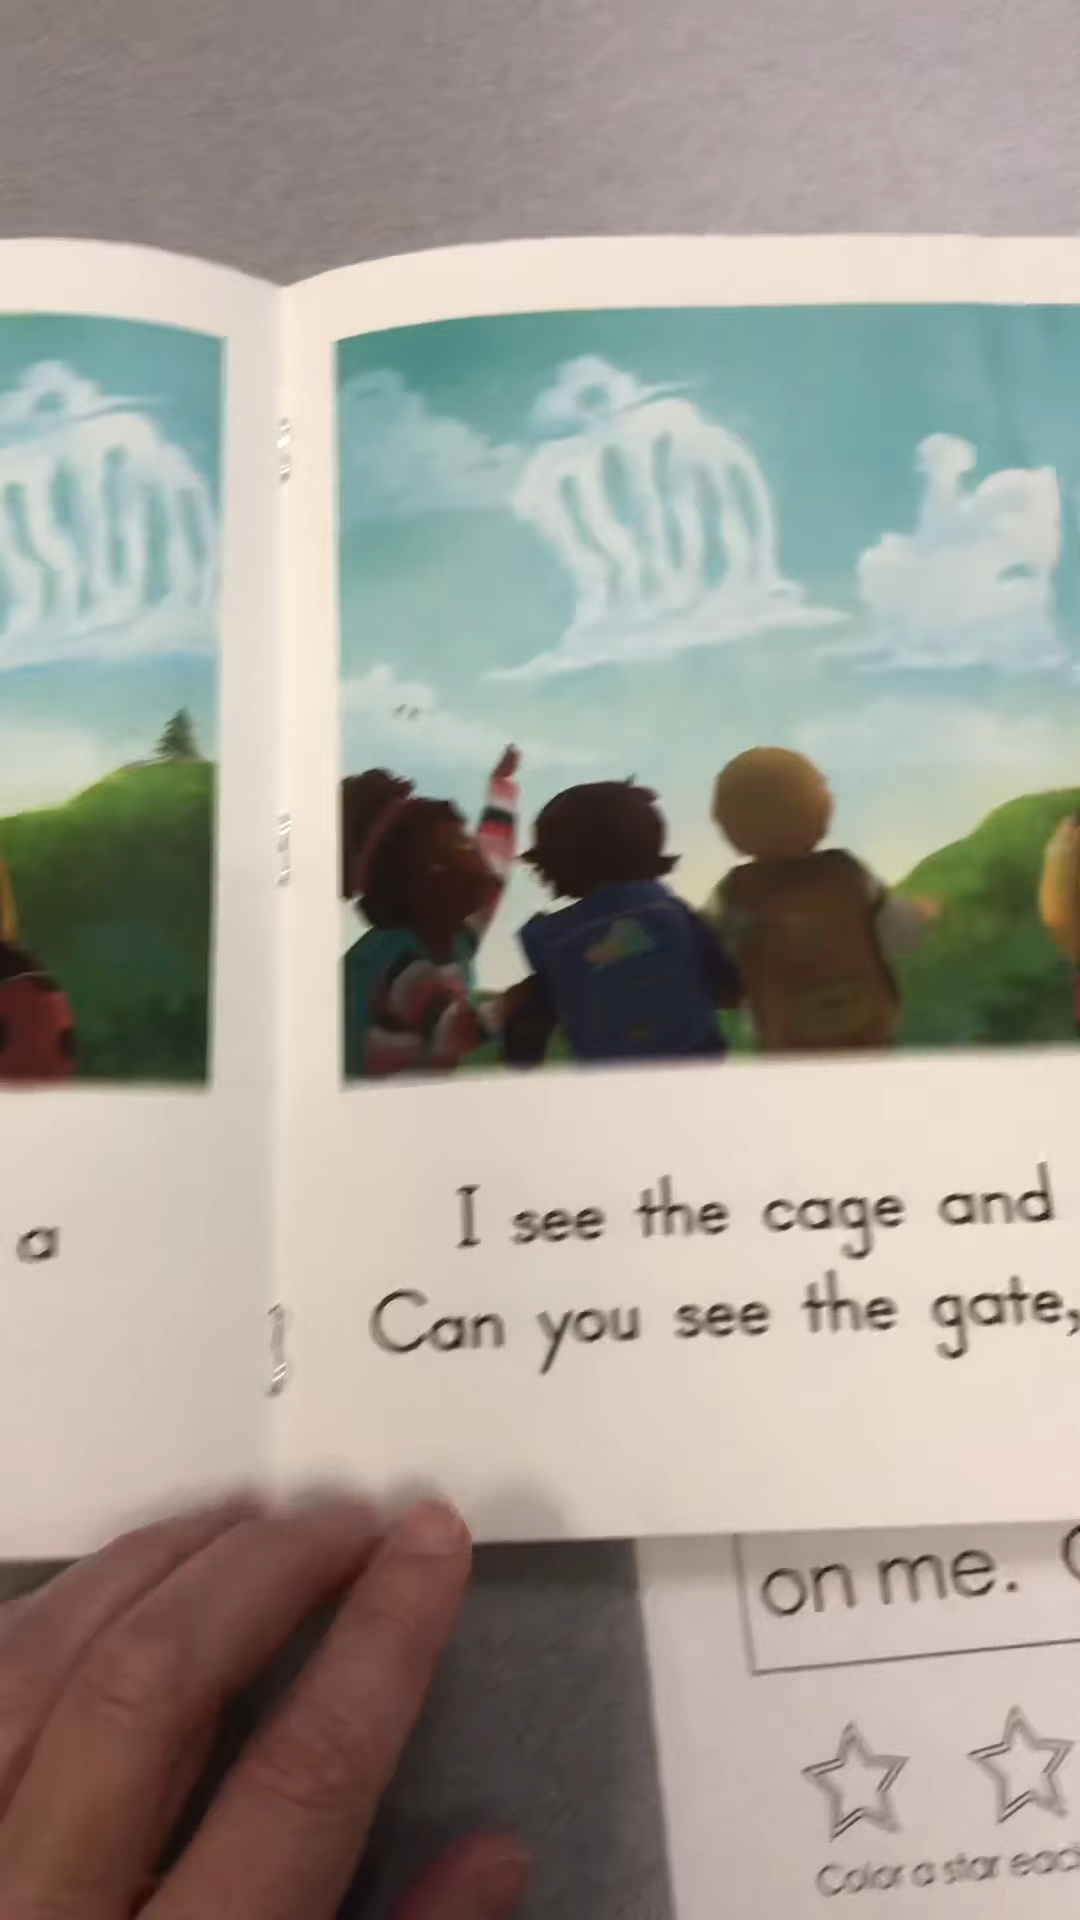 a
I see the cage and
Can you see the gate,
on me.
Color a star eac